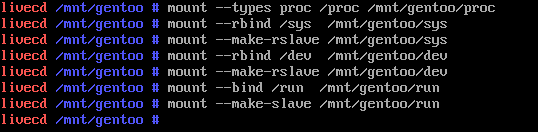 livecd /mnt/gentoo # mount --types proc /proc /mnt/gentoo/proc
livecd /mnt/gentoo # mount --rbind /sys  /mnt/gentoo/sys
livecd /mnt/gentoo # mount --make-rslave /mnt/gentoo/sys
livecd /mnt/gentoo # mount --rbind /dev  /mnt/gentoo/dev
livecd /mnt/gentoo # mount --make-rslave /mnt/gentoo/dev
livecd /mnt/gentoo # mount --bind /run  /mnt/gentoo/run
livecd /mnt/gentoo # mount --make-slave /mnt/gentoo/run
livecd /mnt/gentoo #